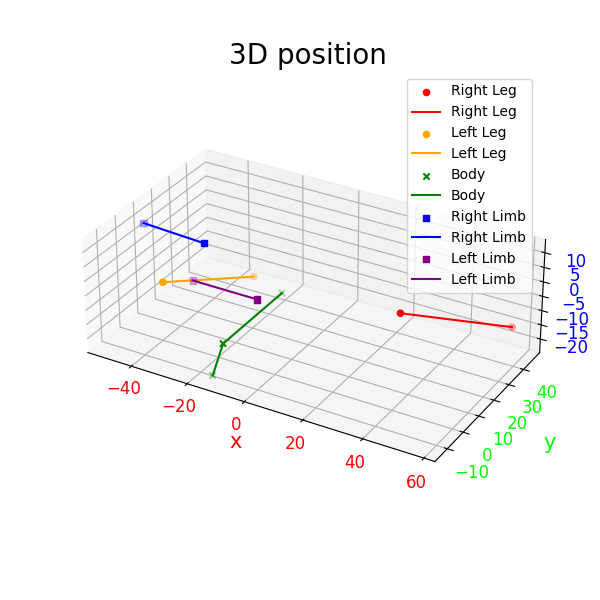 3D position
Right Leg
Right Leg
Left Leg
Left Leg
Body
Body
Right Limb
Right Limb
Left Limb
Left Limb
10
5
0
−5
−10
−15
−20
40
30
20
10
0
−10
y
−40
−20
0
20
40
60
x